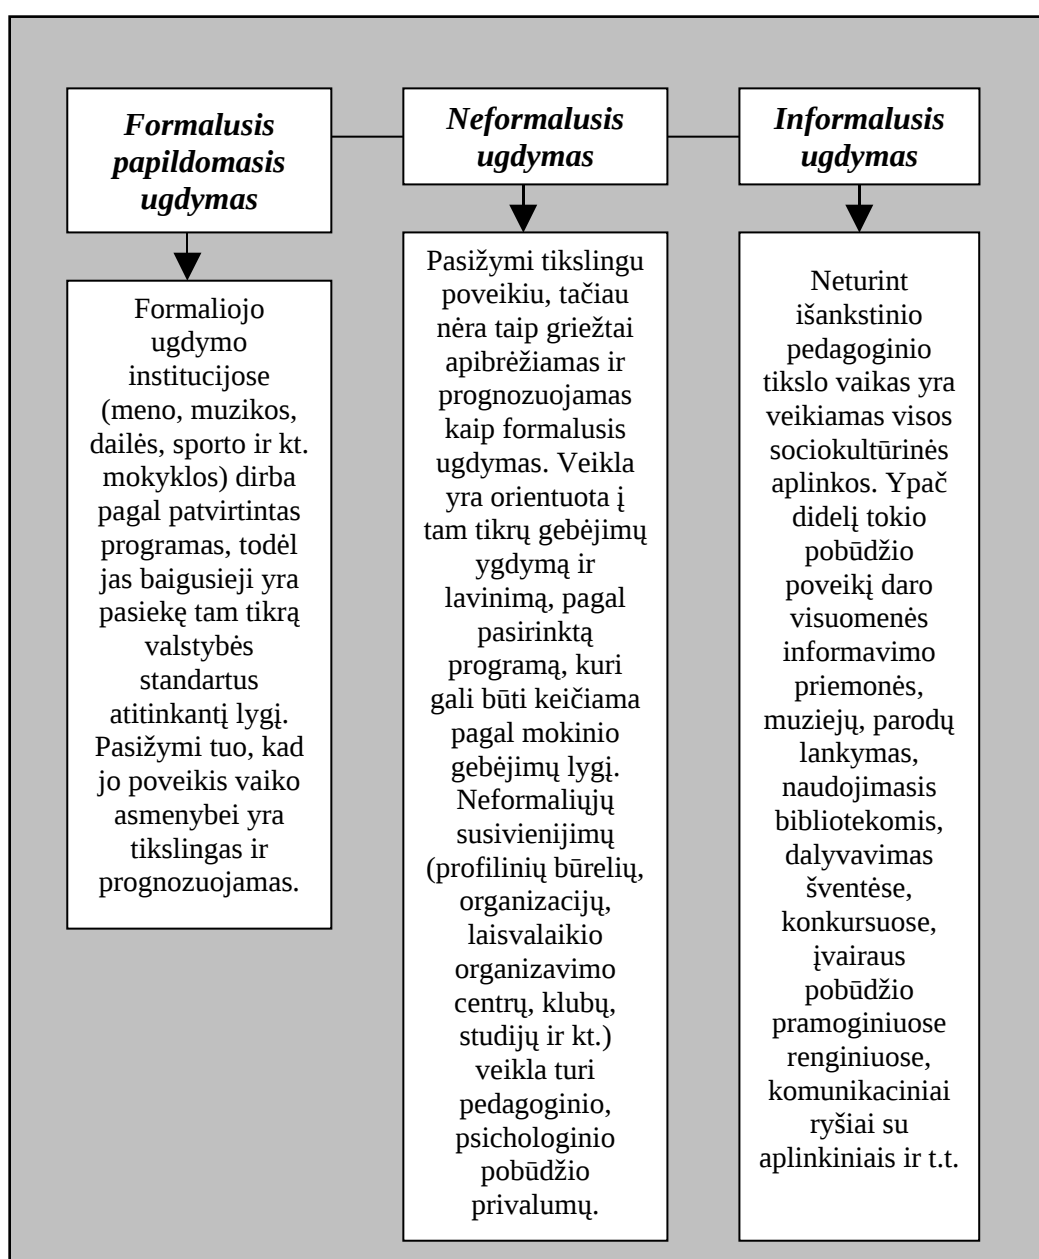 Formalusis
papildomasis
ugdymas
Formaliojo
ugdymo
institucijose
(meno, muzikos,
dailės, sporto ir kt.
mokyklos) dirba
pagal patvirtintas
programas, todėl
jas baigusieji yra
pasiekę tam tikrą
valstybės
standartus
atitinkantį lygį.
Pasižymi tuo, kad
jo poveikis vaiko
asmenybei yra
tikslingas ir
prognozuojamas.
Neformalusis
ugdymas
Pasižymi tikslingu
poveikiu, tačiau
nėra taip griežtai
apibrėžiamas ir
prognozuojamas
kaip formalusis
ugdymas. Veikla
yra orientuota į
tam tikrų gebėjimų
ygdymą ir
lavinimą, pagal
pasirinktą
programą, kuri
gali būti keičiama
pagal mokinio
gebėjimų lygį.
Neformaliųjų
susivienijimų
(profilinių būrelių,
organizacijų,
laisvalaikio
organizavimo
centrų, klubų,
studijų ir kt.)
veikla turi
pedagoginio,
psichologinio
pobūdžio
privalumų.
Informalusis
ugdymas
Neturint
išankstinio
pedagoginio
tikslo vaikas yra
veikiamas visos
sociokultūrinės
aplinkos. Ypač
didelį tokio
pobūdžio
poveikį daro
visuomenės
informavimo
priemonės,
muziejų, parodų
lankymas,
naudojimasis
bibliotekomis,
dalyvavimas
šventėse,
konkursuose,
įvairaus
pobūdžio
pramoginiuose
renginiuose,
komunikaciniai
ryšiai su
aplinkiniais ir t.t.